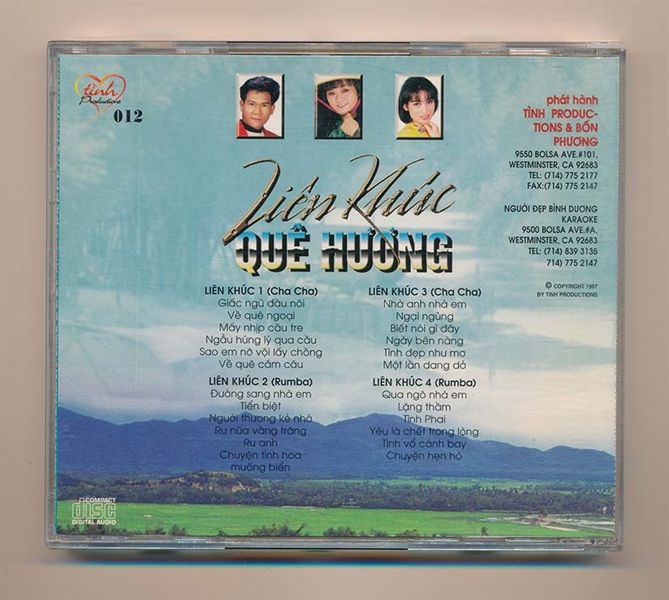 tình
Productions
012
phát hành
TÌNH PRODUC-
TIONS & BỐN
PHƯƠNG
9550 BOLSA AVE.#101,
WESTMINSTER, CA 92683
TEL: (714) 775 2177
FAX:(714) 775 2147
NGƯỜI ĐẸP BÌNH DƯƠNG
KARAOKE
9500 BOLSA AVE.#A,
WESTMINSTER, CA 92683
TEL: (714) 839 3135
714) 775 2147
© COPYRIGHT 1997
BY TINH PRODUCTIONS
Liên Khúc
QUÊ HƯƠNG
LIÊN KHÚC 1 (Cha Cha)
Giấc ngủ đầu nôi
Về quê ngoại
Mấy nhịp cầu tre
Ngẫu hứng lý qua cầu
Sao em nỡ vội lấy chồng
Về quê cắm câu
LIÊN KHÚC 2 (Rumba)
Đường sang nhà em
Tiễn biệt
Người thương kẻ nhớ
Ru nửa vầng trăng
Ru anh
Chuyện tình hoa
muống biển
LIÊN KHÚC 3 (Cha Cha)
Nhà anh nhà em
Ngại ngùng
Biết nói gì đây
Ngày bên nàng
Tình đẹp như mơ
Một lần dang dở
LIÊN KHÚC 4 (Rumba)
Qua ngõ nhà em
Lặng thầm
Tình Phai
Yêu là chết trong lòng
Tình vỗ cánh bay
Chuyện hẹn hò
COMPACT
disc
DIGITAL AUDIO